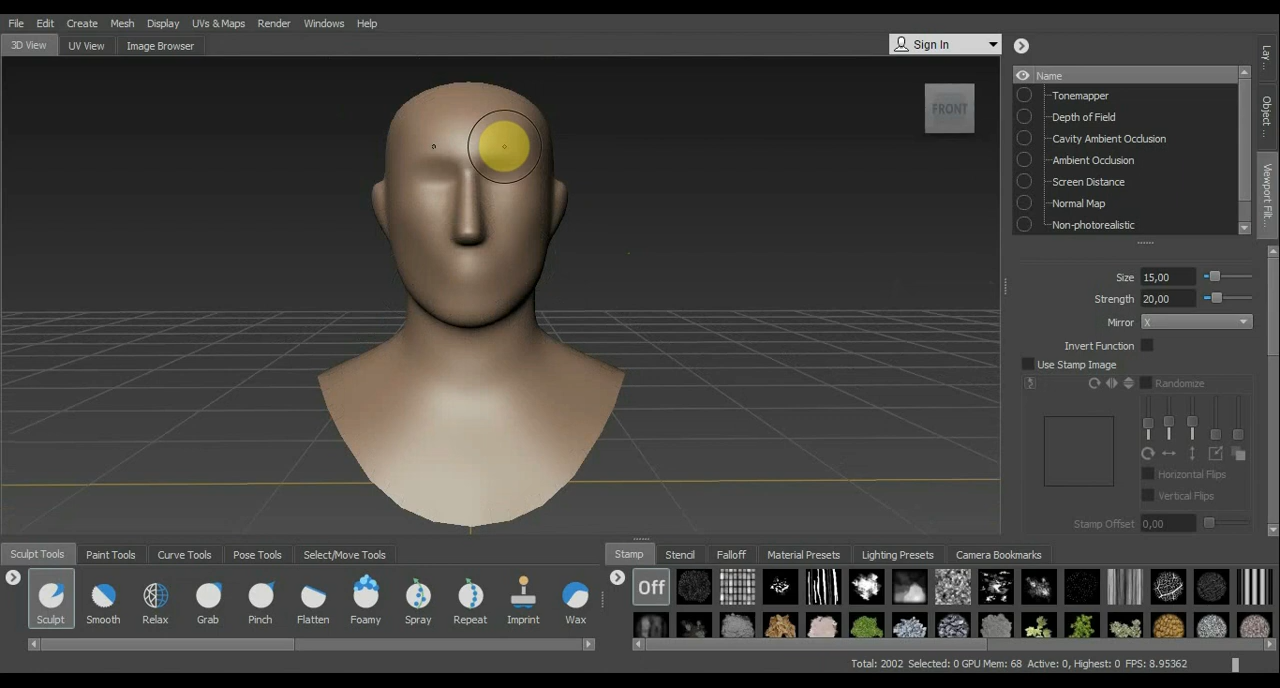 File Edit Create Mesh Display UVs & Maps Render Windows Help
3D View UV View Image Browser
Sign In
FRONT
Name
Tonemapper
Depth of Field
Cavity Ambient Occlusion
Ambient Occlusion
Screen Distance
Normal Map
Non-photorealistic
Lay...
Object ...
Viewport Filt...
Size 15,00
Strength 20,00
Mirror X
Invert Function
Use Stamp Image
Randomize
Horizontal Flips
Vertical Flips
Stamp Offset 0,00
Sculpt Tools Paint Tools Curve Tools Pose Tools Select/Move Tools
Sculpt Smooth Relax Grab Pinch Flatten Foamy Spray Repeat Imprint Wax
Stamp Stencil Falloff Material Presets Lighting Presets Camera Bookmarks
Off
Total: 2002 Selected: 0 GPU Mem: 68 Active: 0, Highest: 0 FPS: 8.95362